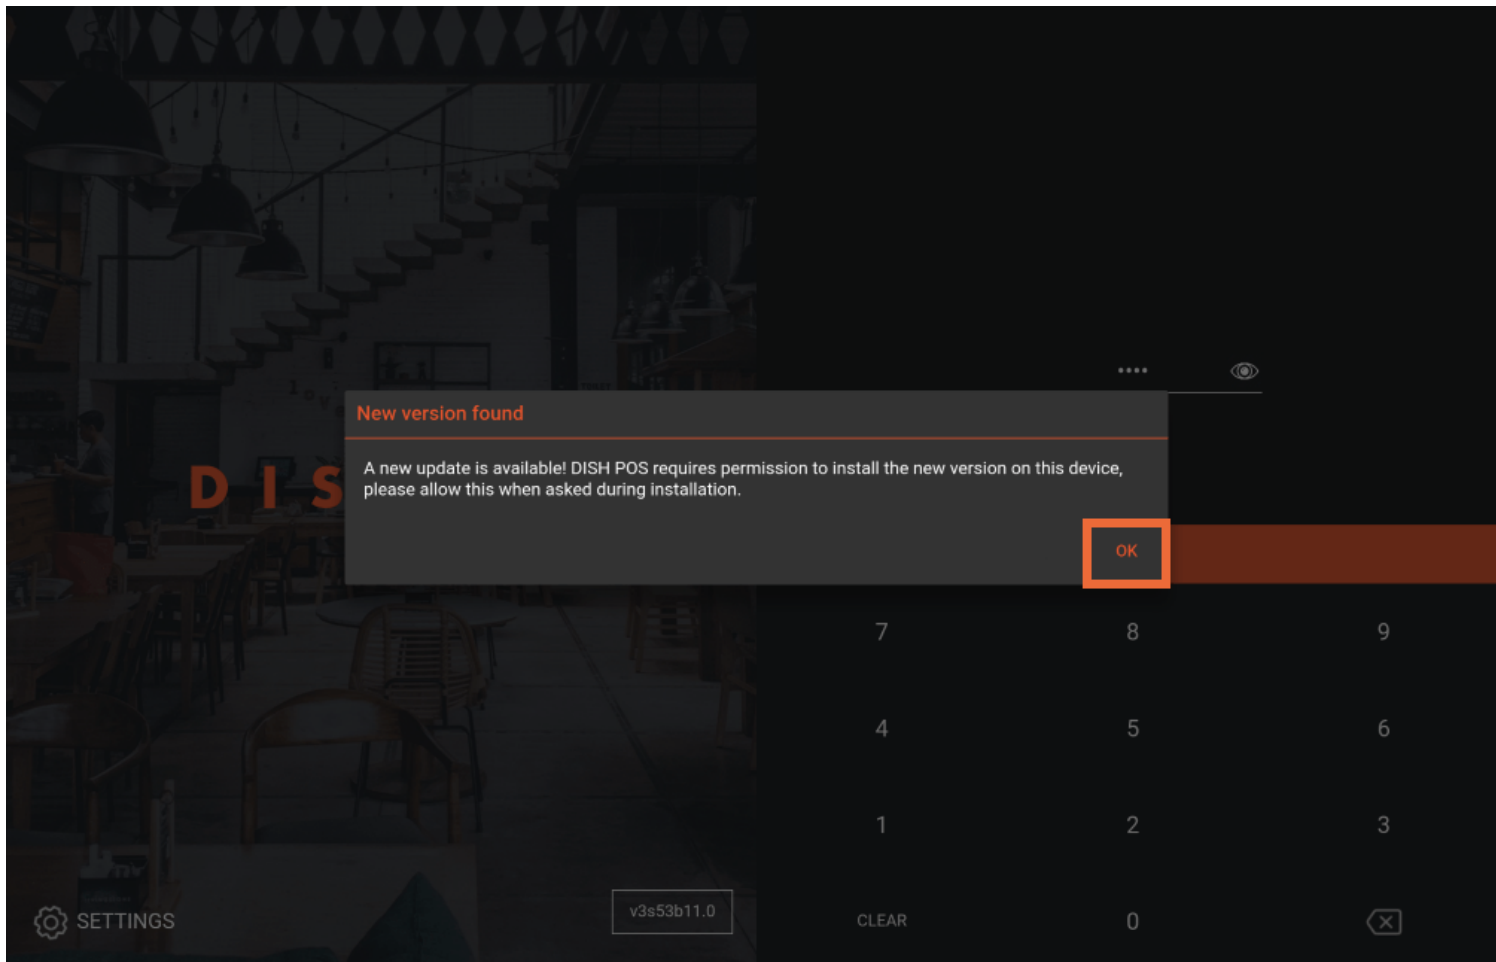 New version found
A new update is available! DISH POS requires permission to install the new version on this device,
please allow this when asked during installation.
OK
DIS
7 8 9
4 5 6
1 2 3
CLEAR 0
SETTINGS
v3s53b11.0